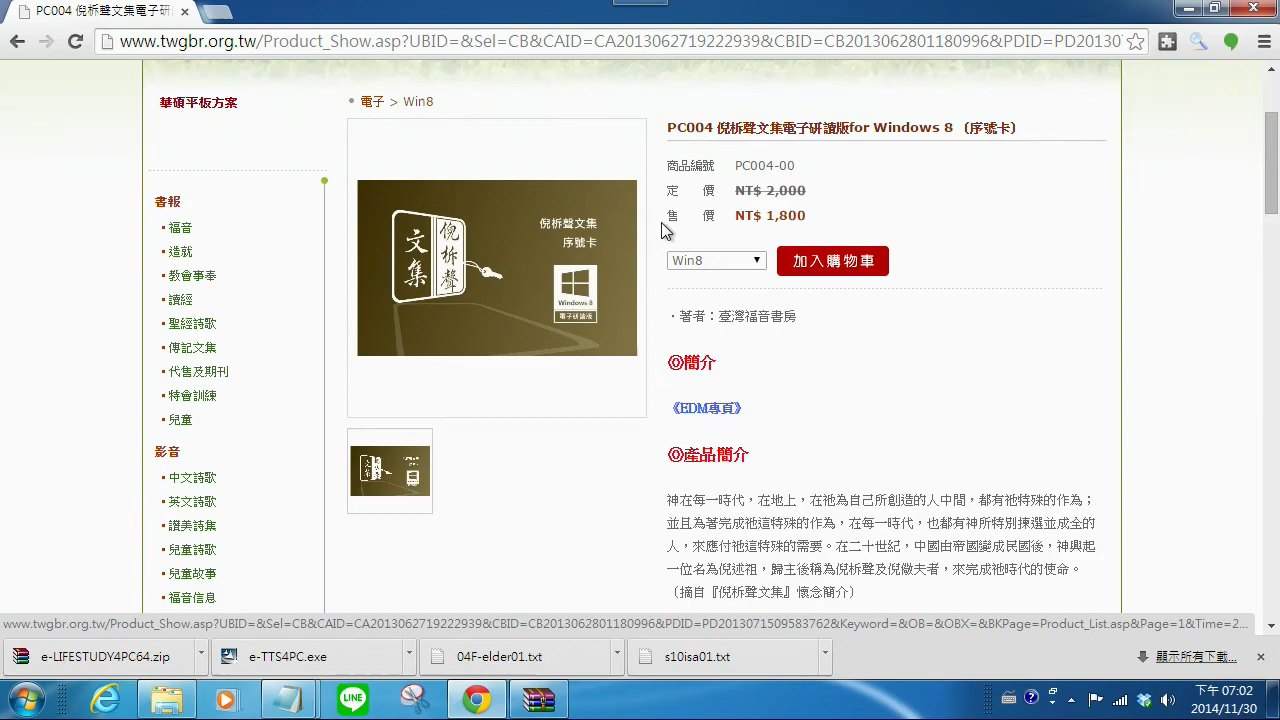 PC004 倪柝聲文集電子研
www.twgbr.org.tw/Product_Show.asp?UBID=&Sel=CB&CAID=CA2013062719222939&CBID=CB2013062801180996&PDID=PD20130
華碩平板方案
書報
福音
造就
教會事奉
讀經
聖經詩歌
傳記文集
代售及期刊
特會訓練
兒童
影音
中文詩歌
英文詩歌
讚美詩集
兒童詩歌
兒童故事
福音信息
電子 > Win8
倪柝聲文集
序號卡
文集
倪柝聲
Windows 8
電子研讀版
PC004 倪柝聲文集電子研讀版for Windows 8 〔序號卡〕
商品編號 PC004-00
定 價 NT$ 2,000
售 價 NT$ 1,800
Win8
加入購物車
・著者：臺灣福音書房
◎簡介
《EDM專頁》
◎產品簡介
神在每一時代，在地上，在祂為自己所創造的人中間，都有祂特殊的作為；
並且為著完成祂這特殊的作為，在每一時代，也都有神所特別揀選並成全的
人，來應付祂這特殊的需要。在二十世紀，中國由帝國變成民國後，神興起
一位名為倪述祖，歸主後稱為倪柝聲及倪儆夫者，來完成祂時代的使命。
〔摘自『倪柝聲文集』懷念簡介〕
www.twgbr.org.tw/Product_Show.asp?UBID=&Sel=CB&CAID=CA2013062719222939&CBID=CB2013062801180996&PDID=PD2013071509583762&Keyword=&OB=&OBX=&BKPage=Product_List.asp&Page=1&Time=2...
e-LIFESTUDY4PC64.zip
e-TTS4PC.exe
04F-elder01.txt
s10isa01.txt
顯示所有下載...
LINE
下午 07:02
2014/11/30